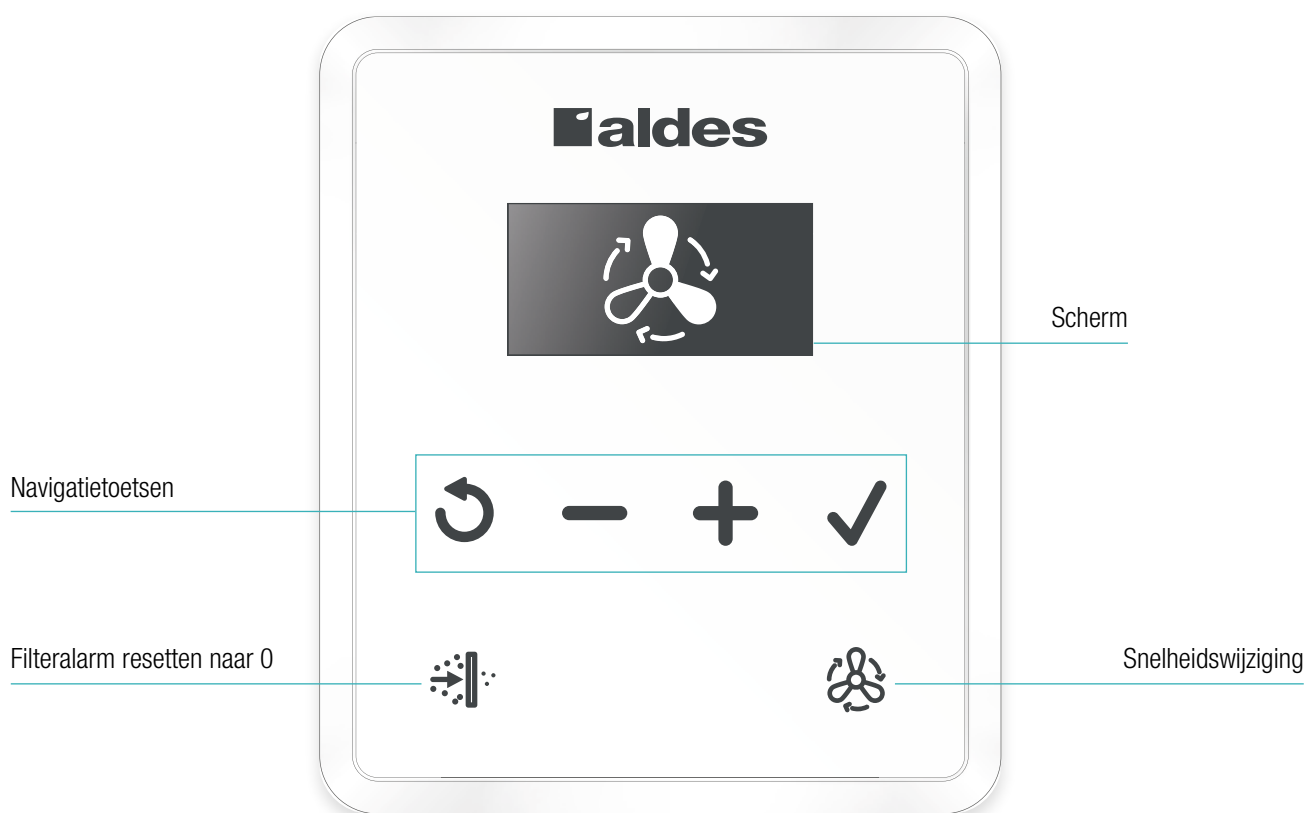 aldes
Scherm
Navigatietoetsen
Filteralarm resetten naar 0
Snelheidswijziging